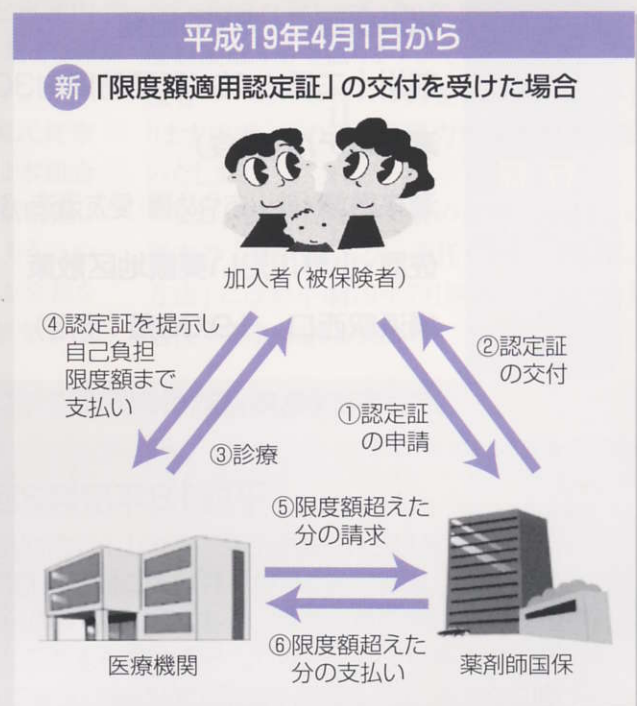 平成19年4月1日から
新「限度額適用認定証」の交付を受けた場合
加入者(被保険者)
④認定証を提示し
自己負担
限度額まで
支払い
②認定証
の交付
①認定証
の申請
③診療
⑤限度額超えた
分の請求
⑥限度額超えた
分の支払い
医療機関
薬剤師国保